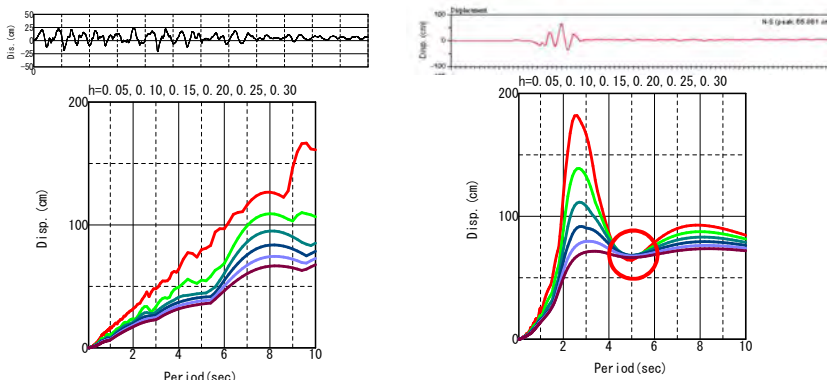 50
25
0
-25
-50
Dis. (cm)
0
h=0. 05, 0. 10, 0. 15, 0. 20, 0. 25, 0. 30
200
100
0
Disp. (cm)
2 4 6 8 10
Period(sec)
Displacement
N-S (peak
100
0
-100
Disp. (cm)
h=0. 05, 0. 10, 0. 15, 0. 20, 0. 25, 0. 30
200
100
0
Disp. (cm)
2 4 6 8 10
Period(sec)